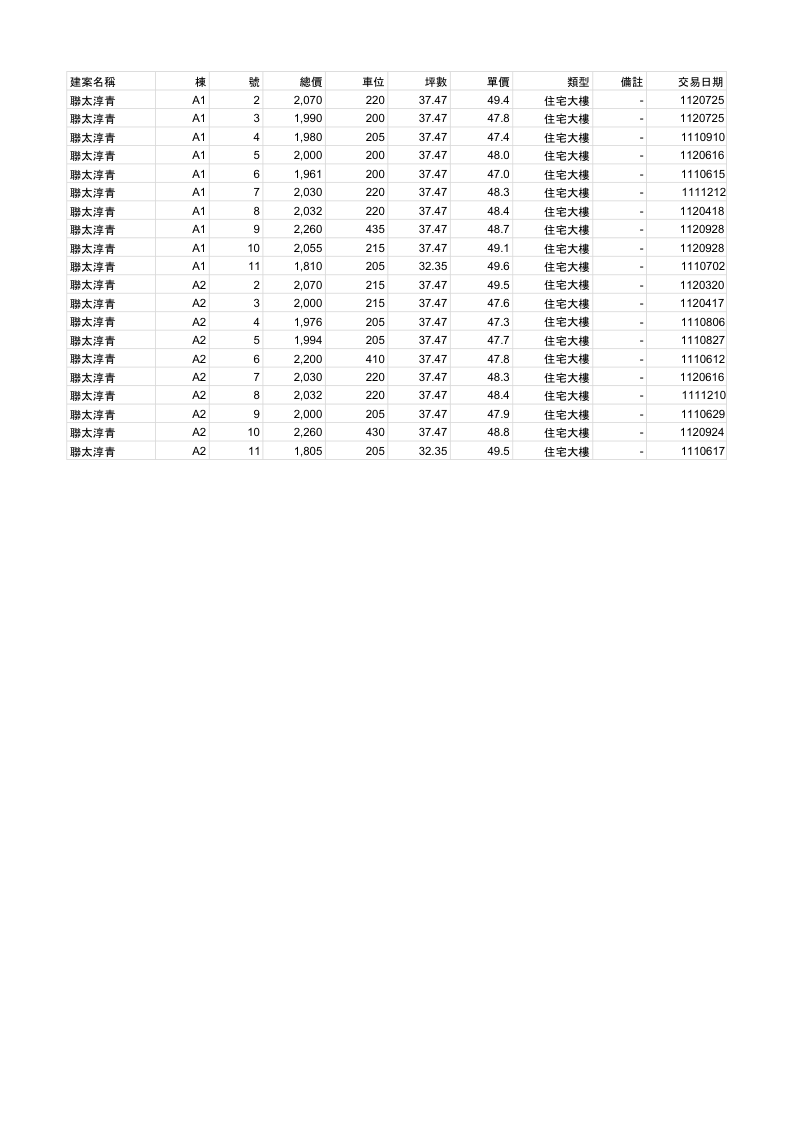 建案名稱 棟 號 總價 車位 坪數 單價 類型 備註 交易日期
聯太淳青 A1 2 2,070 220 37.47 49.4 住宅大樓 - 1120725
聯太淳青 A1 3 1,990 200 37.47 47.8 住宅大樓 - 1120725
聯太淳青 A1 4 1,980 205 37.47 47.4 住宅大樓 - 1110910
聯太淳青 A1 5 2,000 200 37.47 48.0 住宅大樓 - 1120616
聯太淳青 A1 6 1,961 200 37.47 47.0 住宅大樓 - 1110615
聯太淳青 A1 7 2,030 220 37.47 48.3 住宅大樓 - 1111212
聯太淳青 A1 8 2,032 220 37.47 48.4 住宅大樓 - 1120418
聯太淳青 A1 9 2,260 435 37.47 48.7 住宅大樓 - 1120928
聯太淳青 A1 10 2,055 215 37.47 49.1 住宅大樓 - 1120928
聯太淳青 A1 11 1,810 205 32.35 49.6 住宅大樓 - 1110702
聯太淳青 A2 2 2,070 215 37.47 49.5 住宅大樓 - 1120320
聯太淳青 A2 3 2,000 215 37.47 47.6 住宅大樓 - 1120417
聯太淳青 A2 4 1,976 205 37.47 47.3 住宅大樓 - 1110806
聯太淳青 A2 5 1,994 205 37.47 47.7 住宅大樓 - 1110827
聯太淳青 A2 6 2,200 410 37.47 47.8 住宅大樓 - 1110612
聯太淳青 A2 7 2,030 220 37.47 48.3 住宅大樓 - 1120616
聯太淳青 A2 8 2,032 220 37.47 48.4 住宅大樓 - 1111210
聯太淳青 A2 9 2,000 205 37.47 47.9 住宅大樓 - 1110629
聯太淳青 A2 10 2,260 430 37.47 48.8 住宅大樓 - 1120924
聯太淳青 A2 11 1,805 205 32.35 49.5 住宅大樓 - 1110617